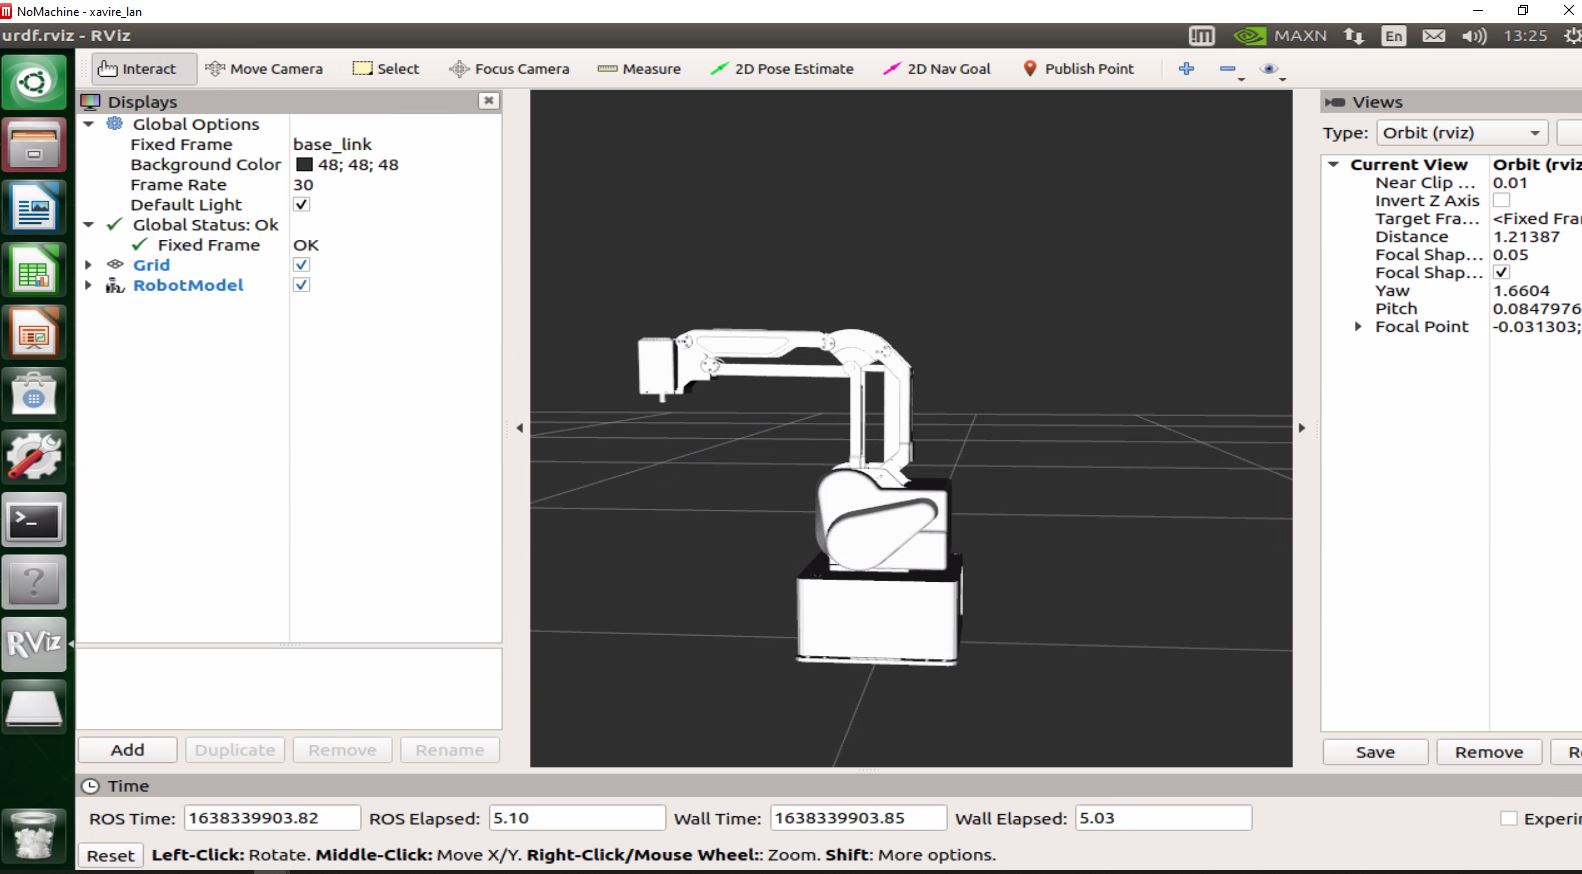 NoMachine - xavire_lan
urdf.rviz - RViz
!M MAXN En 13:25
Interact Move Camera Select Focus Camera Measure 2D Pose Estimate 2D Nav Goal Publish Point
Displays
Global Options
Fixed Frame base_link
Background Color 48; 48; 48
Frame Rate 30
Default Light
Global Status: Ok
Fixed Frame OK
Grid
RobotModel
Add Duplicate Remove Rename
Views
Type: Orbit (rviz)
Current View Orbit (rviz
Near Clip ... 0.01
Invert Z Axis
Target Fra... <Fixed Fra
Distance 1.21387
Focal Shap... 0.05
Focal Shap...
Yaw 1.6604
Pitch 0.0847976
Focal Point -0.031303;
Save Remove R
RViz
Time
ROS Time: 1638339903.82 ROS Elapsed: 5.10 Wall Time: 1638339903.85 Wall Elapsed: 5.03 Experi
Reset Left-Click: Rotate. Middle-Click: Move X/Y. Right-Click/Mouse Wheel:: Zoom. Shift: More options.